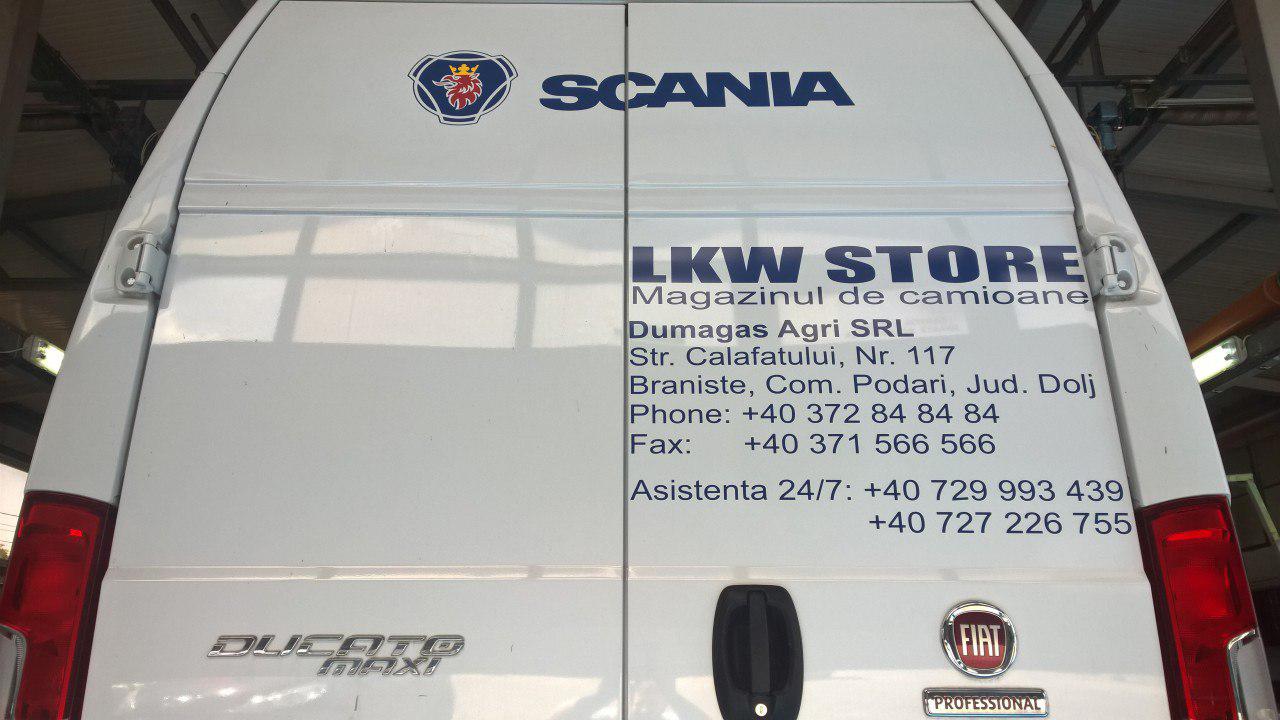 SCANIA
LKW STORE
Magazinul de camioane
Dumagas Agri SRL
Str. Calafatului, Nr. 117
Braniste, Com. Podari, Jud. Dolj
Phone: +40 372 84 84 84
Fax: +40 371 566 566
Asistenta 24/7: +40 729 993 439
+40 727 226 755
DUCATO
MAXI
FIAT
PROFESSIONAL